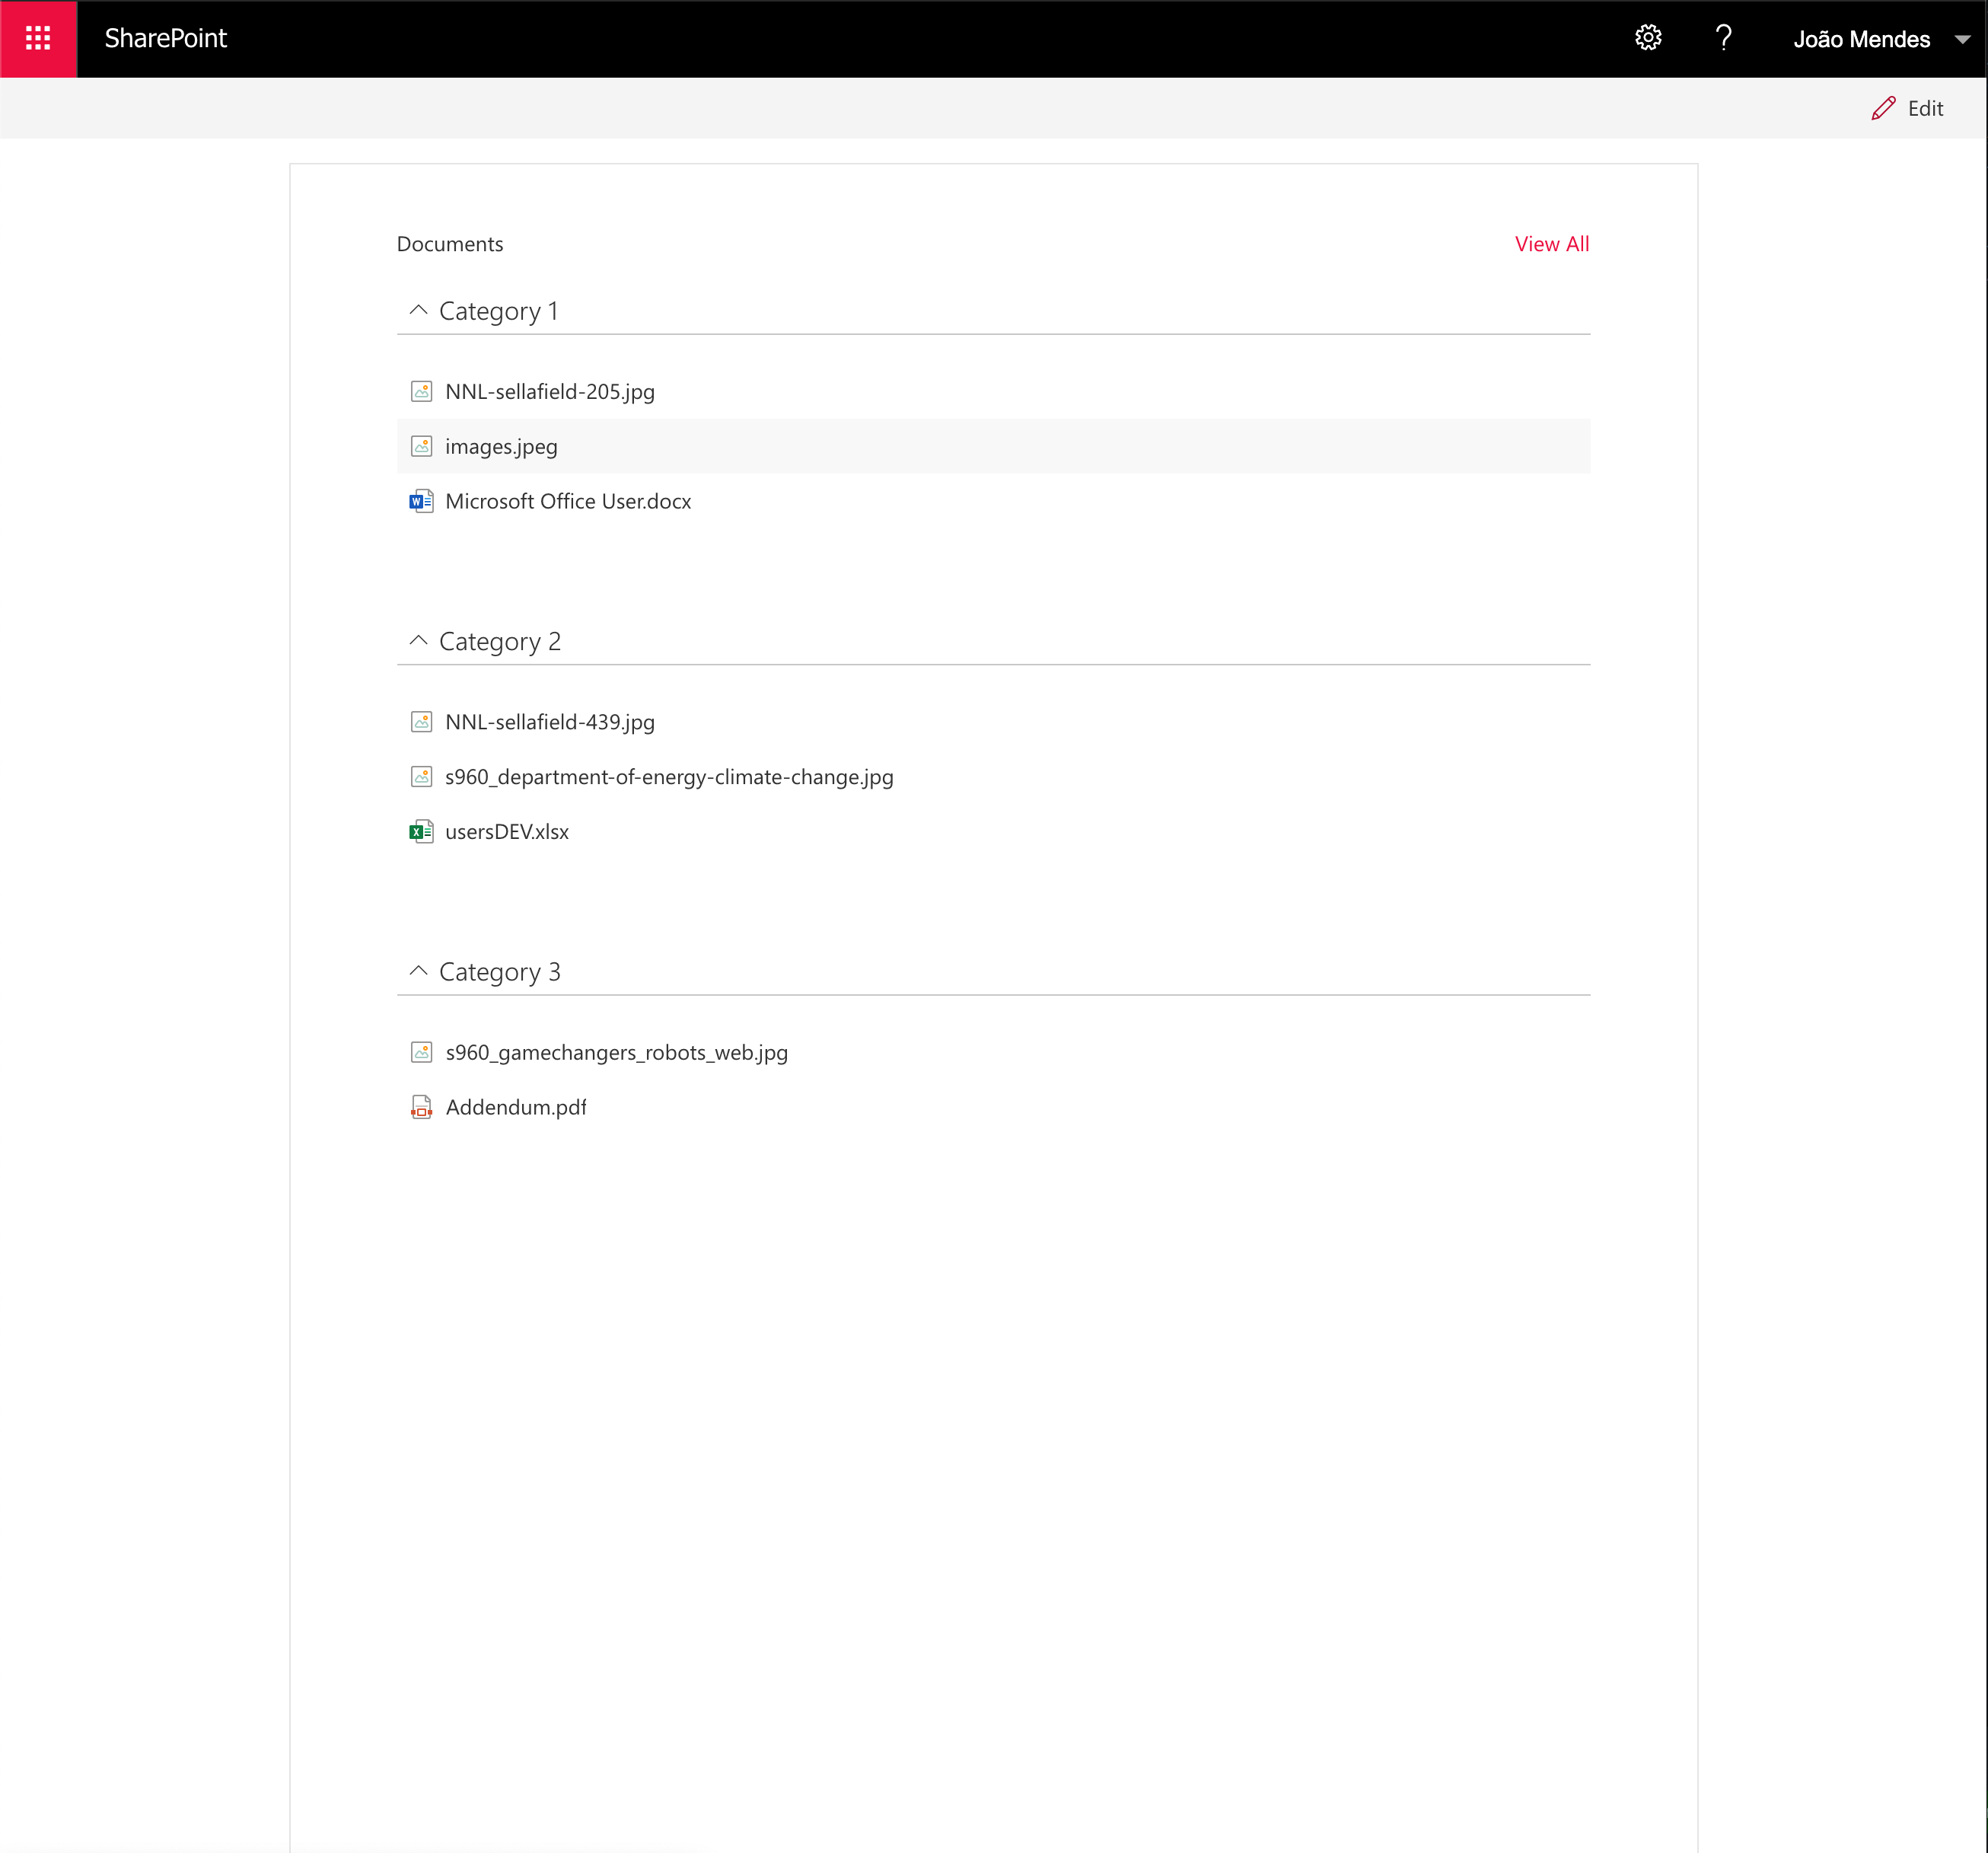 SharePoint
João Mendes
Edit
Documents
View All
Category 1
NNL-sellafield-205.jpg
images.jpeg
Microsoft Office User.docx
Category 2
NNL-sellafield-439.jpg
s960_department-of-energy-climate-change.jpg
usersDEV.xlsx
Category 3
s960_gamechangers_robots_web.jpg
Addendum.pdf